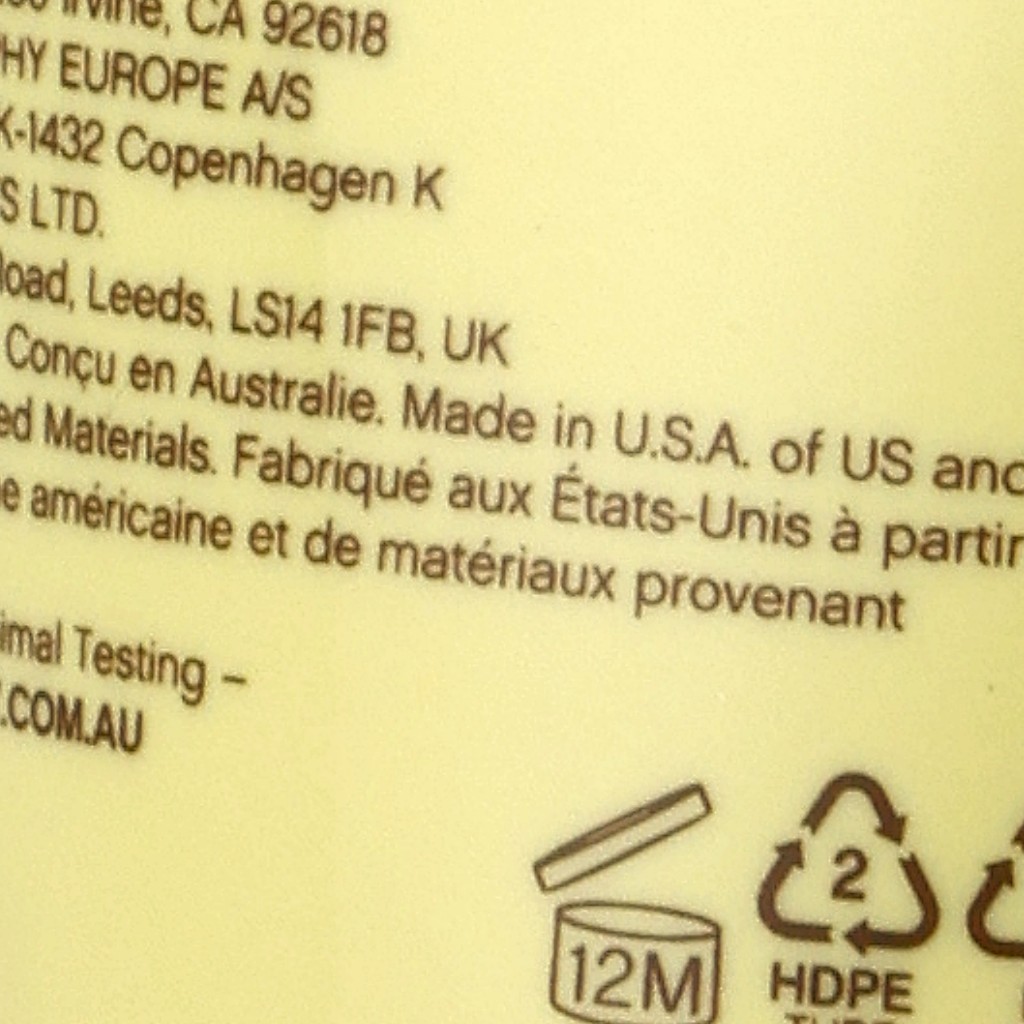 Irvine, CA 92618
HY EUROPE A/S
K-1432 Copenhagen K
S LTD.
oad, Leeds, LS14 1FB, UK
Conçu en Australie. Made in U.S.A. of US and
ed Materials. Fabriqué aux États-Unis à partir
e américaine et de matériaux provenant
imal Testing –
.COM.AU
2
12M
HDPE